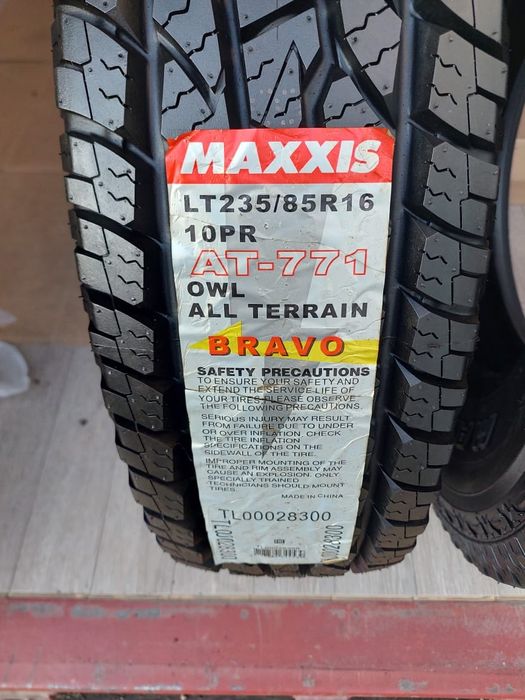 MAXXIS
LT235/85R16
10PR
AT-771
OWL
ALL TERRAIN
BRAVO
SAFETY PRECAUTIONS
TO ENSURE YOUR SAFETY AND
EXTEND THE SERVICE LIFE OF
YOUR TIRES PLEASE OBSERVE
THE FOLLOWING PRECAUTIONS.
SERIOUS INJURY MAY RESULT
FROM FAILURE DUE TO UNDER
OR OVER INFLATION CHECK
THE TIRE INFLATION
SPECIFICATIONS ON THE
SIDEWALL OF THE TIRE.
IMPROPER MOUNTING OF THE
TIRE AND RIM ASSEMBLY MAY
CAUSE AN EXPLOSION. ONLY
SPECIALLY TRAINED
TECHNICIANS SHOULD MOUNT
TIRES.
MADE IN CHINA
TL00028300
TL00028300